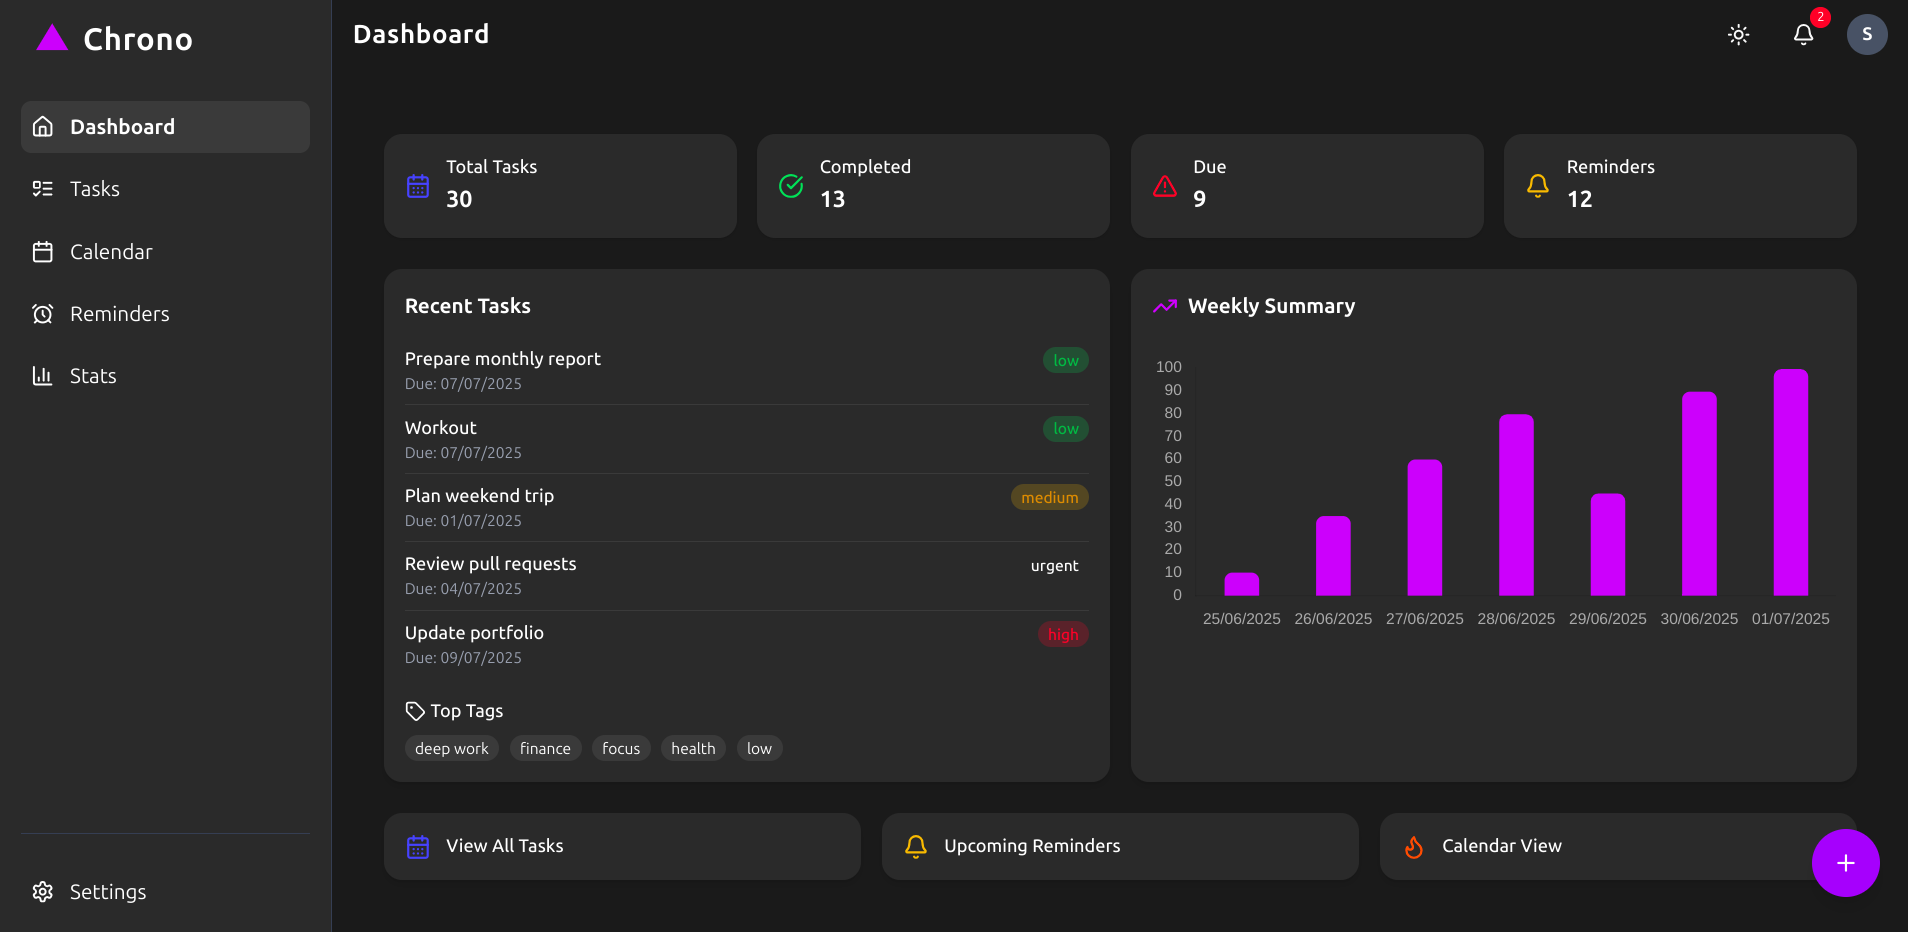 Chrono
Dashboard
Tasks
Calendar
Reminders
Stats
Settings
Dashboard
2
S
Total Tasks
30
Completed
13
Due
9
Reminders
12
Recent Tasks
Prepare monthly report
low
Due: 07/07/2025
Workout
low
Due: 07/07/2025
Plan weekend trip
medium
Due: 01/07/2025
Review pull requests
urgent
Due: 04/07/2025
Update portfolio
high
Due: 09/07/2025
Top Tags
deep work finance focus health low
Weekly Summary
100
90
80
70
60
50
40
30
20
10
0
25/06/2025 26/06/2025 27/06/2025 28/06/2025 29/06/2025 30/06/2025 01/07/2025
View All Tasks
Upcoming Reminders
Calendar View
+